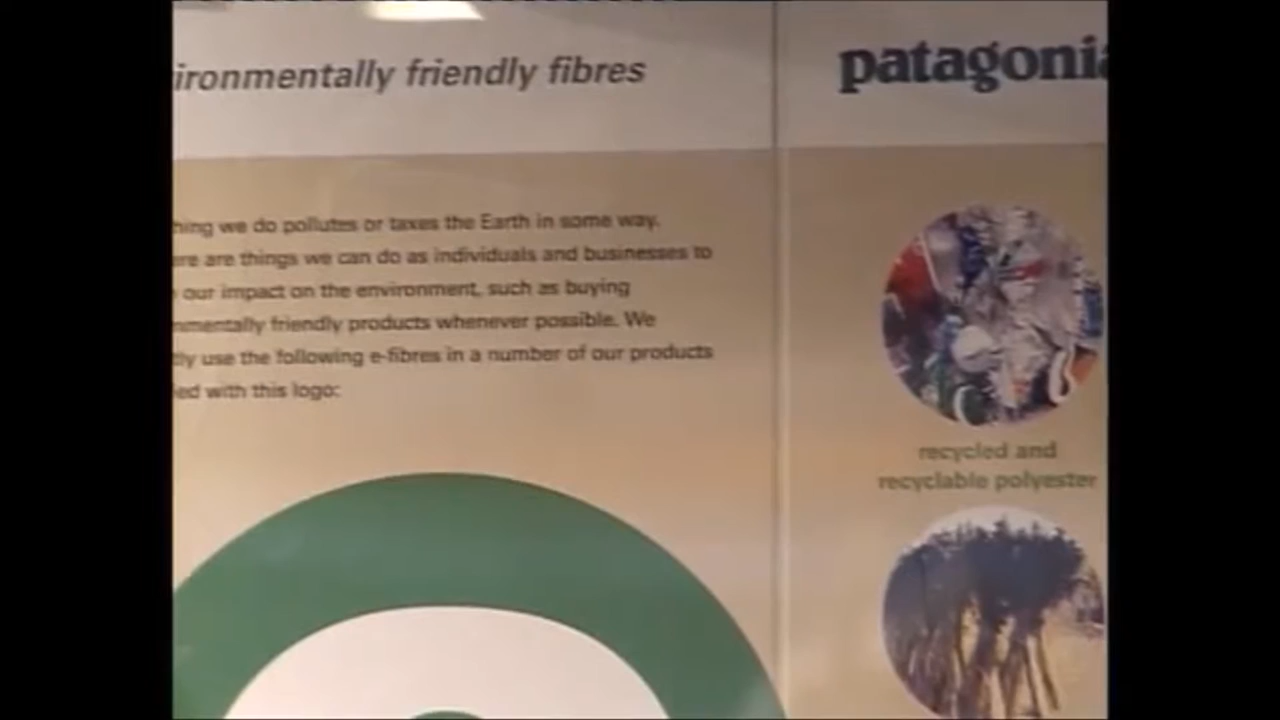 ironmentally friendly fibres
hing we do pollutes or taxes the Earth in some way.
ere are things we can do as individuals and businesses to
our impact on the environment, such as buying
nmentally friendly products whenever possible. We
tly use the following e-fibres in a number of our products
ed with this logo:
patagonia
recycled and
recyclable polyester